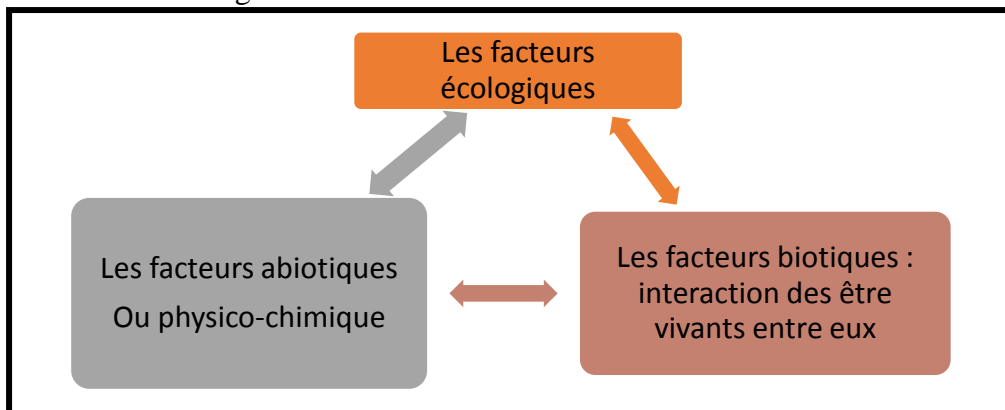 Les facteurs
écologiques
Les facteurs abiotiques
Ou physico-chimique
Les facteurs biotiques :
interaction des être
vivants entre eux